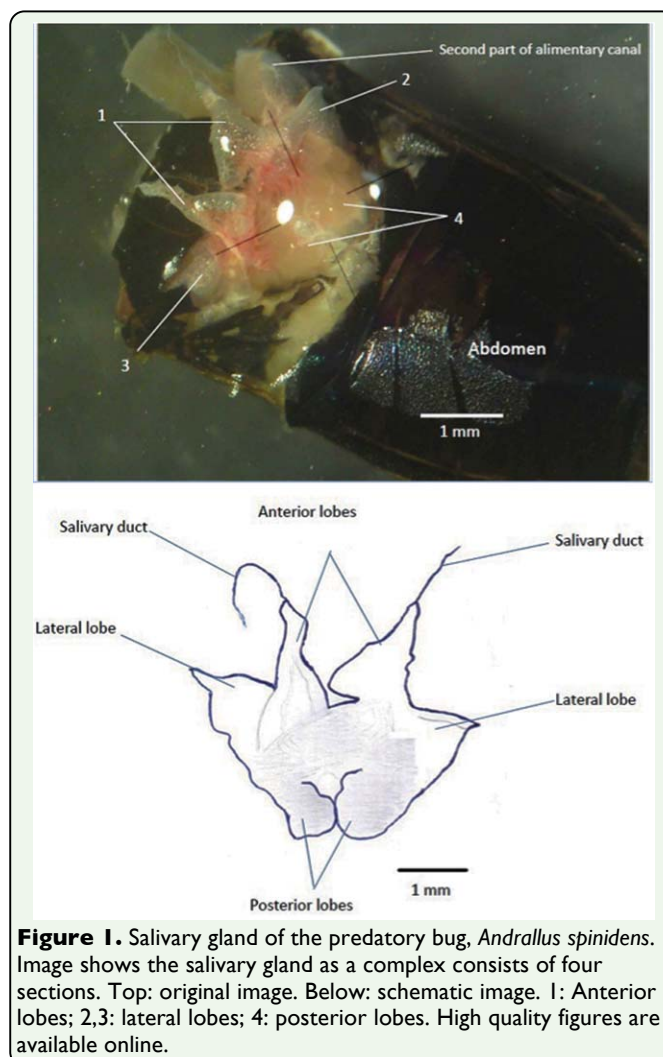 Second part of alimentary canal
2
1
4
3
Abdomen
1 mm
Anterior lobes
Salivary duct
Salivary duct
Lateral lobe
Lateral lobe
1 mm
Posterior lobes
Figure 1. Salivary gland of the predatory bug, Andrallus spinidens.
Image shows the salivary gland as a complex consists of four
sections. Top: original image. Below: schematic image. 1: Anterior
lobes; 2,3: lateral lobes; 4: posterior lobes. High quality figures are
available online.